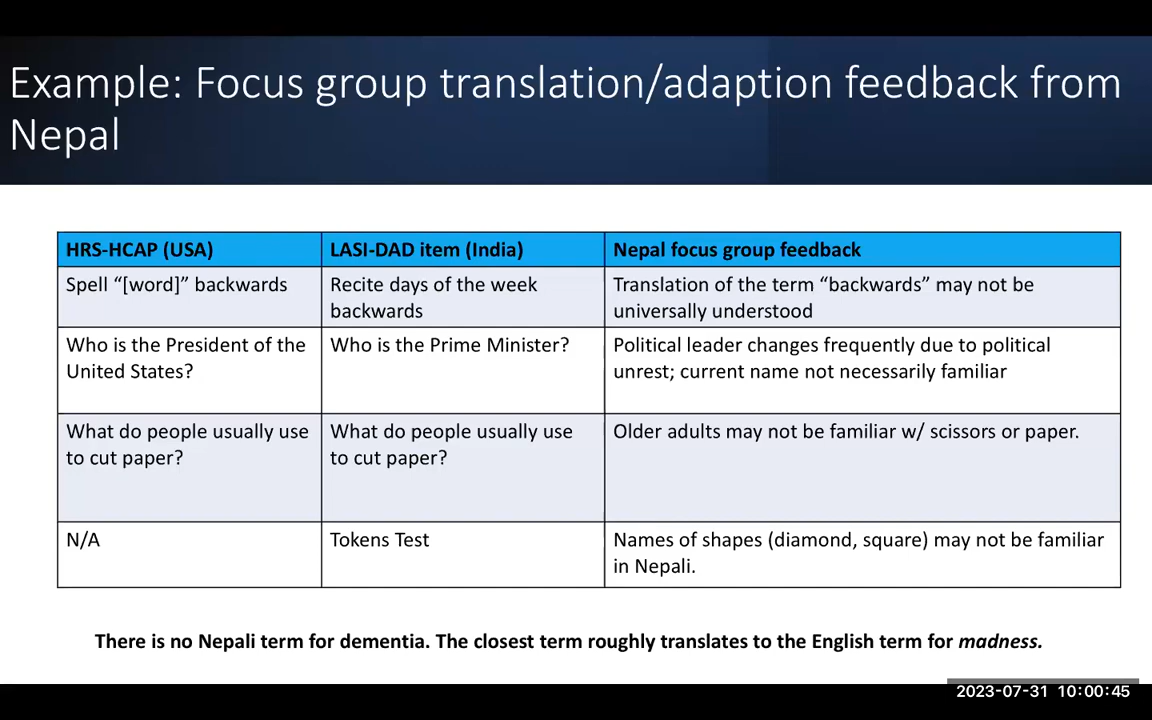 Example: Focus group translation/adaption feedback from
Nepal
HRS-HCAP (USA)
LASI-DAD item (India)
Nepal focus group feedback
Spell “[word]” backwards
Recite days of the week
backwards
Translation of the term “backwards” may not be
universally understood
Who is the President of the
United States?
Who is the Prime Minister?
Political leader changes frequently due to political
unrest; current name not necessarily familiar
What do people usually use
to cut paper?
What do people usually use
to cut paper?
Older adults may not be familiar w/ scissors or paper.
N/A
Tokens Test
Names of shapes (diamond, square) may not be familiar
in Nepali.
There is no Nepali term for dementia. The closest term roughly translates to the English term for madness.
2023-07-31 10:00:45